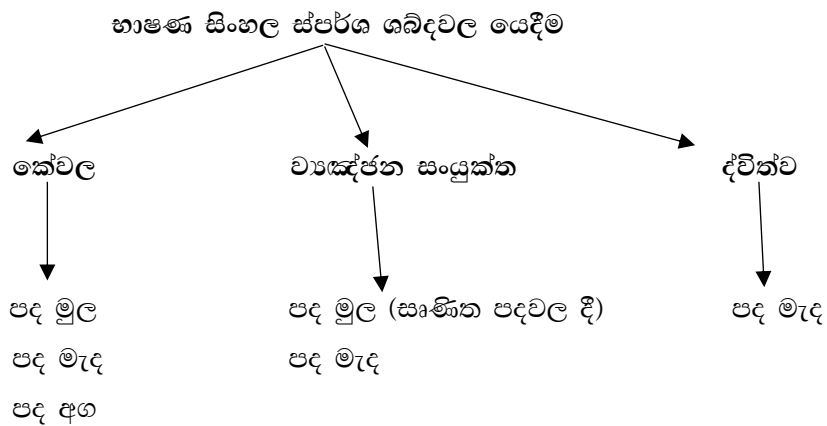 භාෂණ සිංහල ස්පර්ශ ශබ්දවල යෙදීම
කේවල ව්‍යඤ්ජන සංයුක්ත ද්විත්ව
පද මුල පද මුල (සෘණිත පදවල දී) පද මැද
පද මැද පද මැද
පද අග